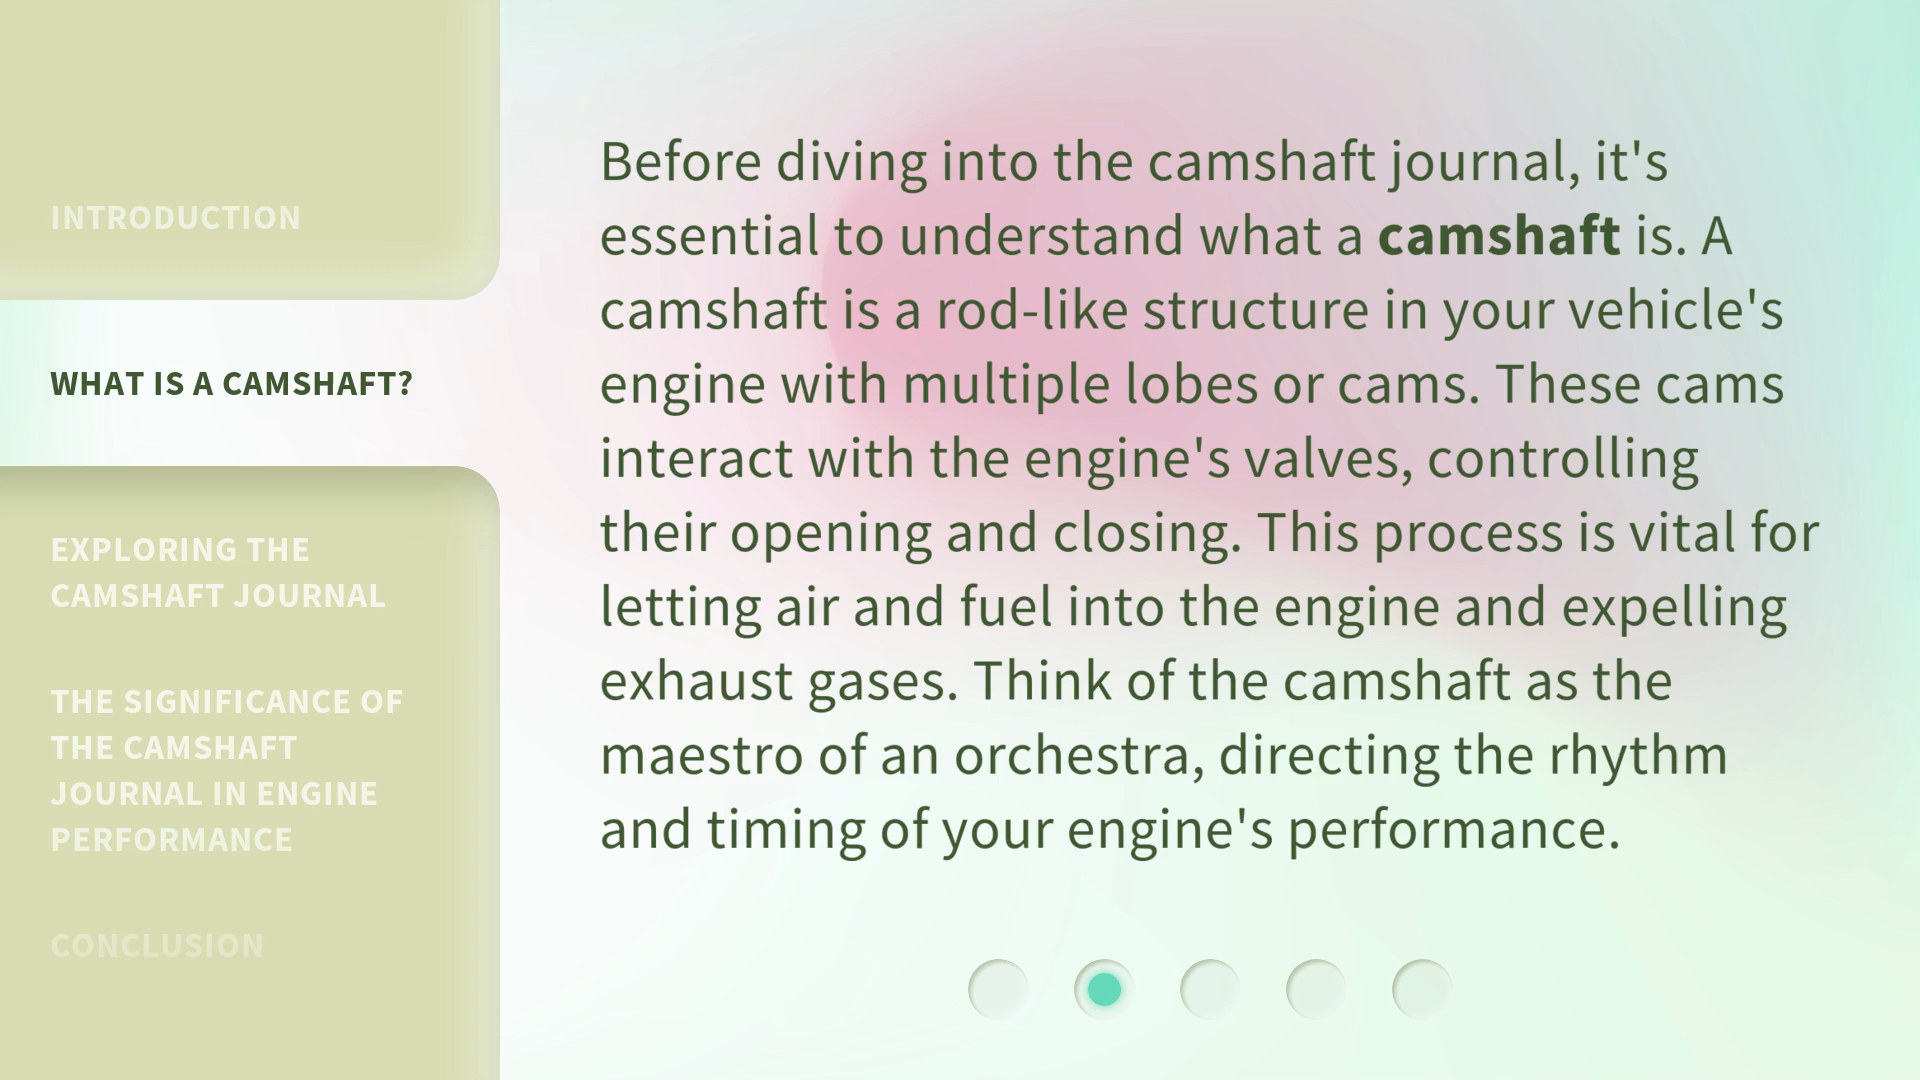 INTRODUCTION
WHAT IS A CAMSHAFT?
EXPLORING THE
CAMSHAFT JOURNAL
THE SIGNIFICANCE OF
THE CAMSHAFT
JOURNAL IN ENGINE
PERFORMANCE
CONCLUSION
Before diving into the camshaft journal, it's
essential to understand what a camshaft is. A
camshaft is a rod-like structure in your vehicle's
engine with multiple lobes or cams. These cams
interact with the engine's valves, controlling
their opening and closing. This process is vital for
letting air and fuel into the engine and expelling
exhaust gases. Think of the camshaft as the
maestro of an orchestra, directing the rhythm
and timing of your engine's performance.